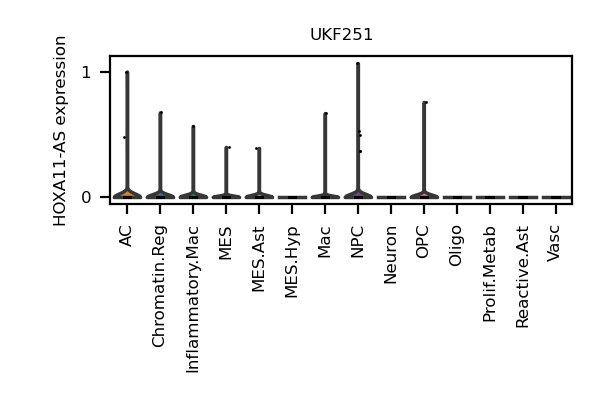 UKF251
HOXA11-AS expression
1
0
AC
Chromatin.Reg
Inflammatory.Mac
MES
MES.Ast
MES.Hyp
Mac
NPC
Neuron
OPC
Oligo
Prolif.Metab
Reactive.Ast
Vasc